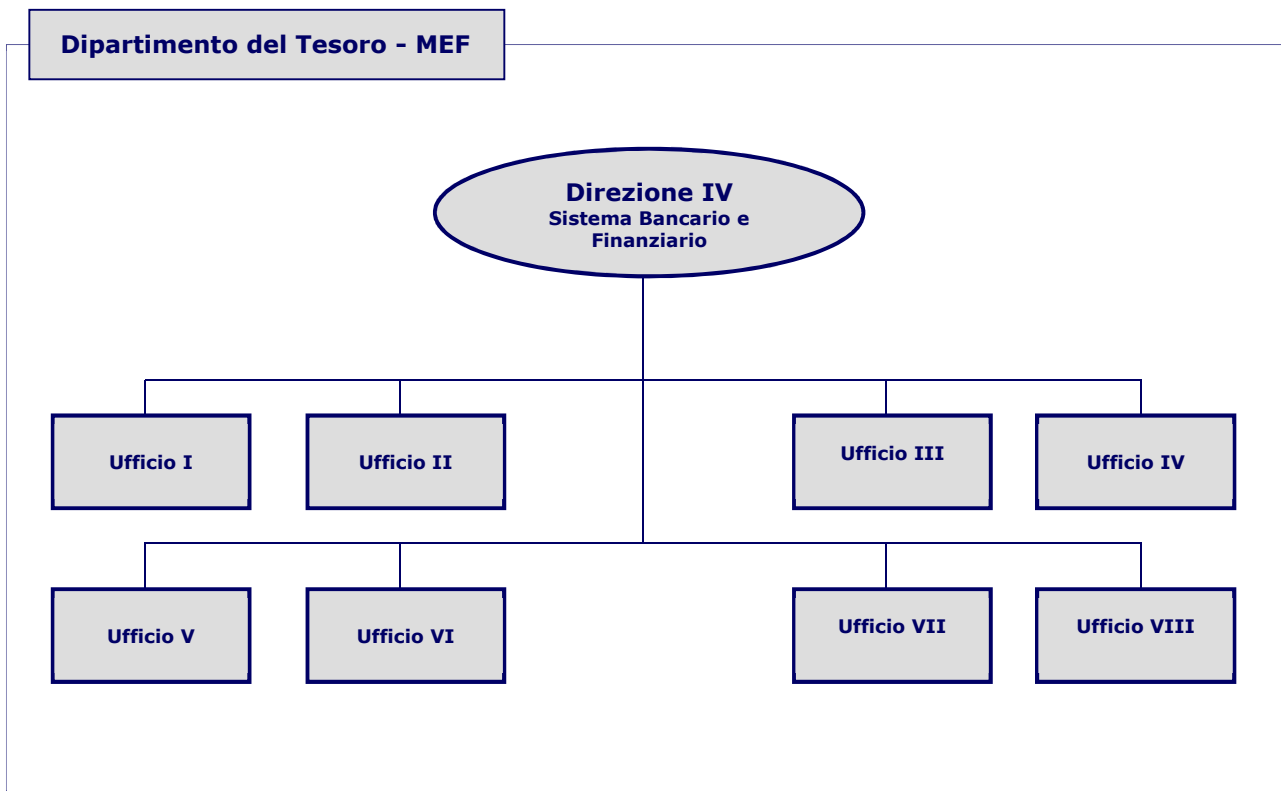 Dipartimento del Tesoro - MEF
Direzione IV
Sistema Bancario e
Finanziario
Ufficio I
Ufficio II
Ufficio III
Ufficio IV
Ufficio V
Ufficio VI
Ufficio VII
Ufficio VIII